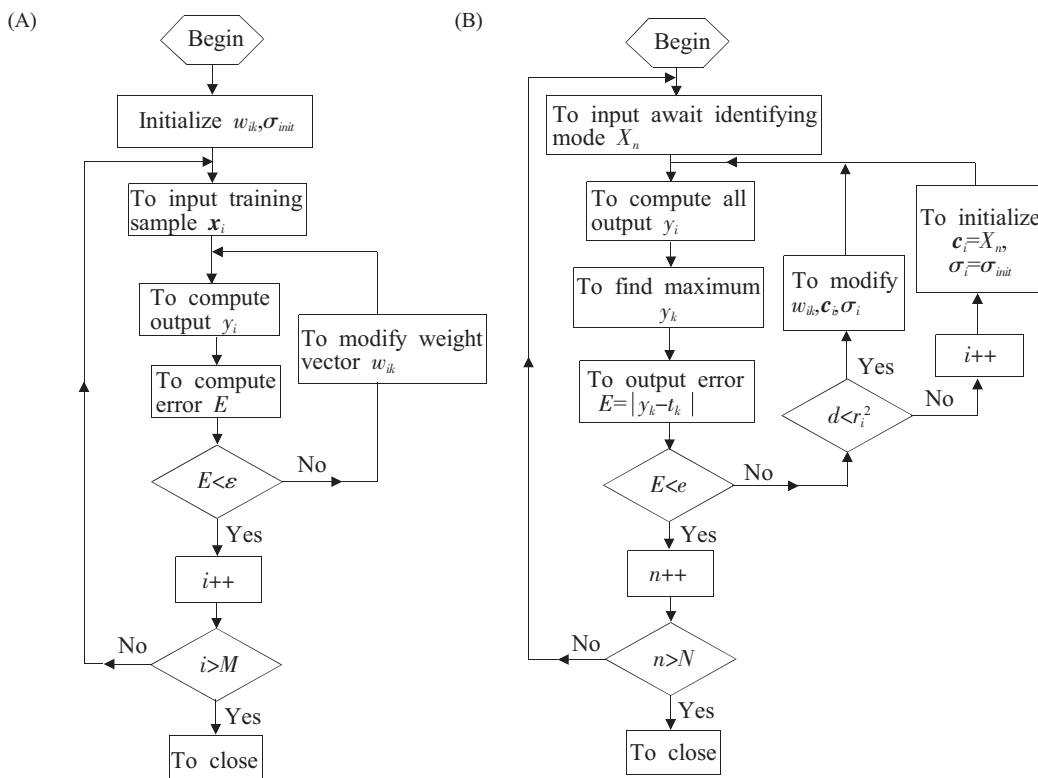 (A)
Begin
Initialize w_ik,σ_init
To input training
sample x_i
To compute
output y_i
To modify weight
vector w_ik
To compute
error E
E<ε
No
Yes
i++
No
i>M
Yes
To close
(B)
Begin
To input await identifying
mode X_n
To compute all
output y_i
To initialize
c_i=X_n,
σ_i=σ_init
To find maximum
y_k
To modify
w_ik,c_i,σ_i
i++
To output error
E=|y_k−t_k|
Yes
d<r_i²
No
E<e
No
Yes
n++
No
n>N
Yes
To close